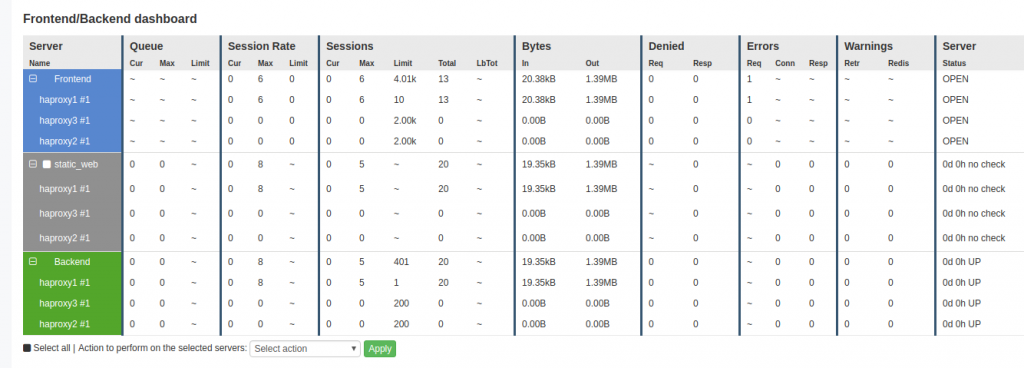 Frontend/Backend dashboard
Server Queue Session Rate Sessions Bytes Denied Errors Warnings Server
Name Cur Max Limit Cur Max Limit Cur Max Limit Total LbTot In Out Req Resp Req Conn Resp Retr Redis Status
Frontend ~ ~ ~ 0 6 0 0 6 4.01k 13 ~ 20.38kB 1.39MB 0 0 1 ~ ~ ~ ~ OPEN
haproxy1 #1 ~ ~ ~ 0 6 0 0 6 10 13 ~ 20.38kB 1.39MB 0 0 1 ~ ~ ~ ~ OPEN
haproxy3 #1 ~ ~ ~ 0 0 0 0 0 2.00k 0 ~ 0.00B 0.00B 0 0 0 ~ ~ ~ ~ OPEN
haproxy2 #1 ~ ~ ~ 0 0 0 0 0 2.00k 0 ~ 0.00B 0.00B 0 0 0 ~ ~ ~ ~ OPEN
static_web 0 0 ~ 0 8 ~ 0 5 ~ 20 ~ 19.35kB 1.39MB ~ 0 ~ 0 0 0 0 0d 0h no check
haproxy1 #1 0 0 ~ 0 8 ~ 0 5 ~ 20 ~ 19.35kB 1.39MB ~ 0 ~ 0 0 0 0 0d 0h no check
haproxy3 #1 0 0 ~ 0 0 ~ 0 0 ~ 0 ~ 0.00B 0.00B ~ 0 ~ 0 0 0 0 0d 0h no check
haproxy2 #1 0 0 ~ 0 0 ~ 0 0 ~ 0 ~ 0.00B 0.00B ~ 0 ~ 0 0 0 0 0d 0h no check
Backend 0 0 ~ 0 8 ~ 0 5 401 20 ~ 19.35kB 1.39MB 0 0 ~ 0 0 0 0 0d 0h UP
haproxy1 #1 0 0 ~ 0 8 ~ 0 5 1 20 ~ 19.35kB 1.39MB 0 0 ~ 0 0 0 0 0d 0h UP
haproxy3 #1 0 0 ~ 0 0 ~ 0 0 200 0 ~ 0.00B 0.00B 0 0 ~ 0 0 0 0 0d 0h UP
haproxy2 #1 0 0 ~ 0 0 ~ 0 0 200 0 ~ 0.00B 0.00B 0 0 ~ 0 0 0 0 0d 0h UP
Select all | Action to perform on the selected servers: Select action Apply